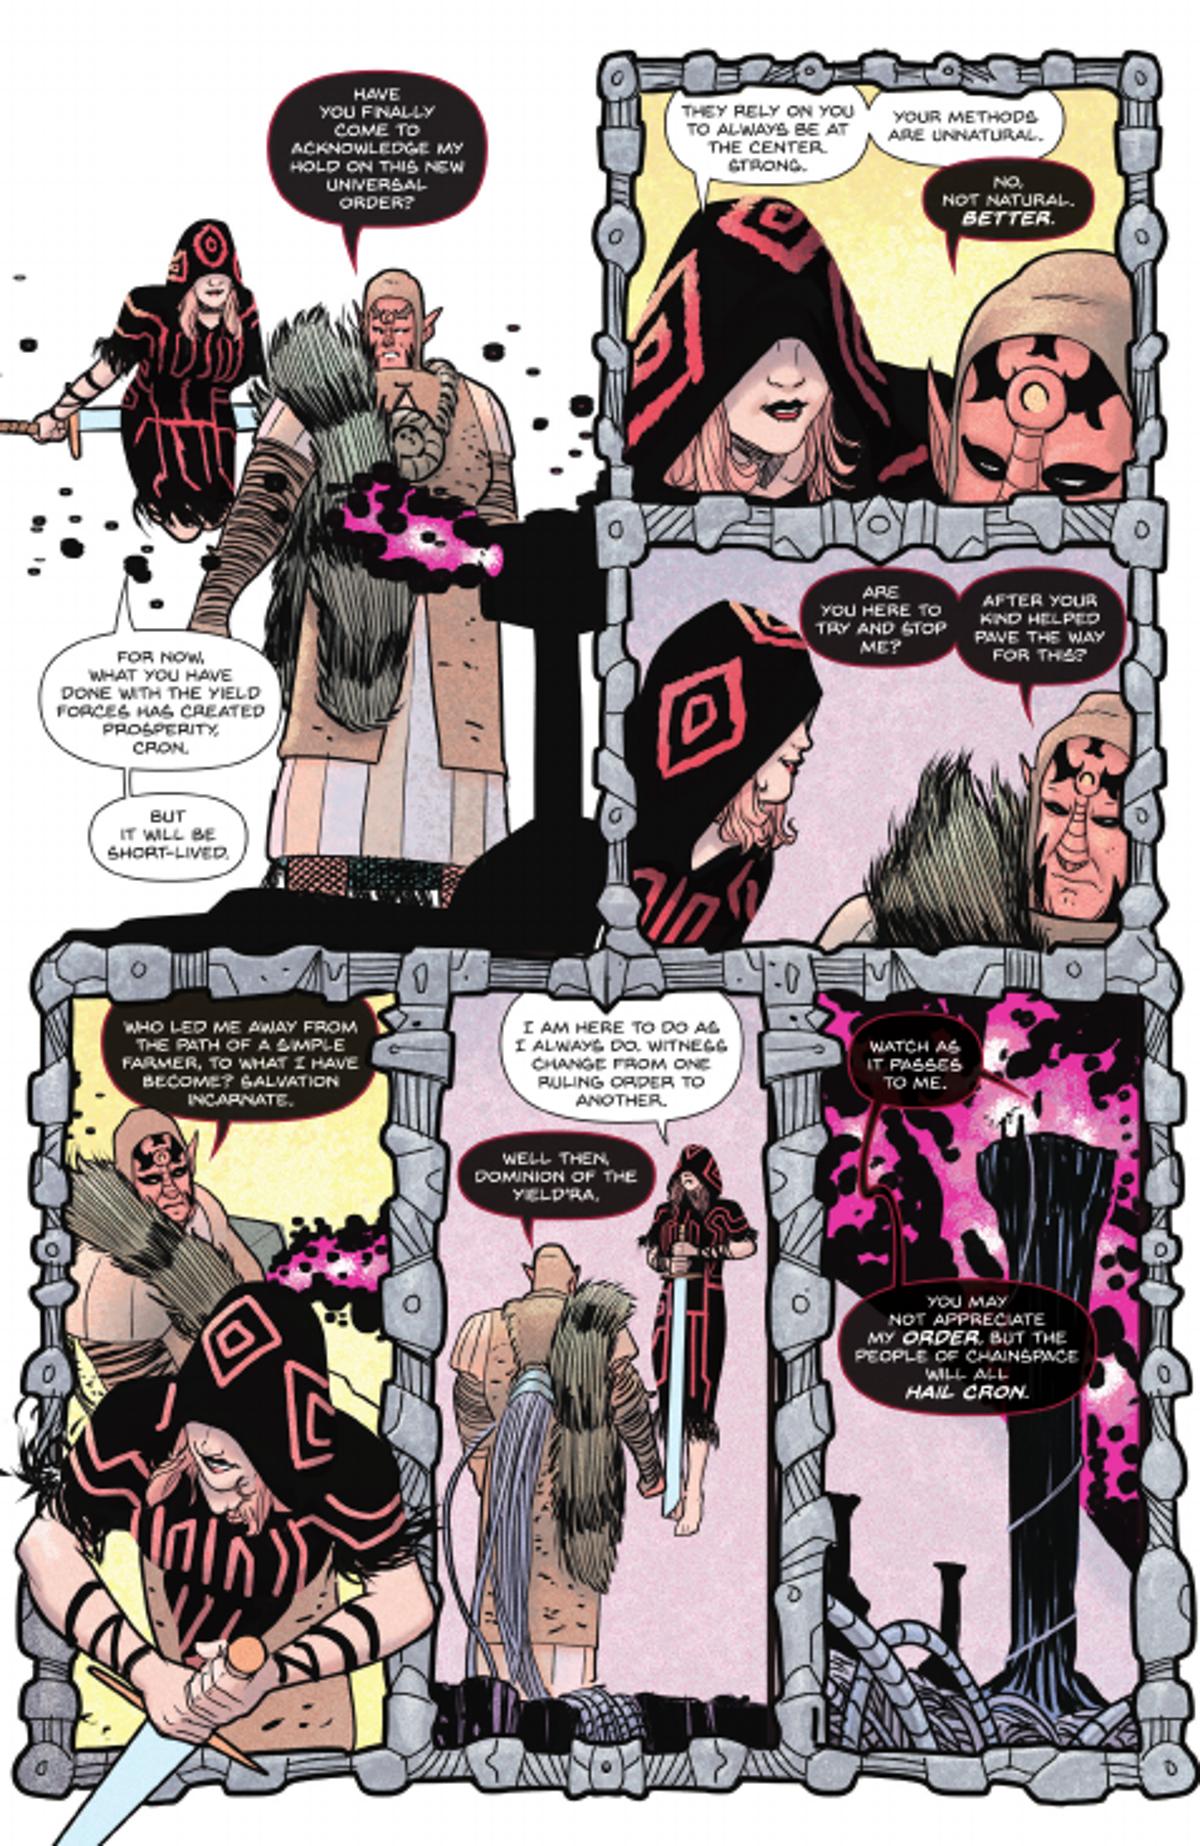 HAVE
YOU FINALLY
COME TO
ACKNOWLEDGE MY
HOLD ON THIS NEW
UNIVERSAL
ORDER?
FOR NOW,
WHAT YOU HAVE
DONE WITH THE YIELD
FORCES HAS CREATED
PROSPERITY,
CRON.
BUT
IT WILL BE
SHORT-LIVED.
THEY RELY ON YOU
TO ALWAYS BE AT
THE CENTER.
STRONG.
YOUR METHODS
ARE UNNATURAL.
NO,
NOT NATURAL.
BETTER.
ARE
YOU HERE TO
TRY AND STOP
ME?
AFTER YOUR
KIND HELPED
PAVE THE WAY
FOR THIS?
WHO LED ME AWAY FROM
THE PATH OF A SIMPLE
FARMER, TO WHAT I HAVE
BECOME? SALVATION
INCARNATE.
I AM HERE TO DO AS
I ALWAYS DO. WITNESS
CHANGE FROM ONE
RULING ORDER TO
ANOTHER.
WELL THEN,
DOMINION OF THE
YIELD'RA,
WATCH AS
IT PASSES
TO ME.
YOU MAY
NOT APPRECIATE
MY ORDER, BUT THE
PEOPLE OF CHAINSPACE
WILL ALL
HAIL CRON.